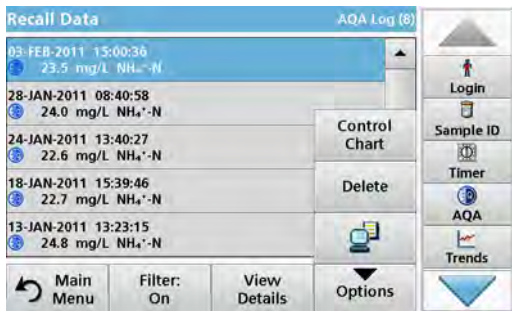 Recall Data
AQA Log (8)
03-FEB-2011 15:00:36
23.5 mg/L NH₄⁺-N
28-JAN-2011 08:40:58
24.0 mg/L NH₄⁺-N
24-JAN-2011 13:40:27
22.6 mg/L NH₄⁺-N
18-JAN-2011 15:39:46
22.7 mg/L NH₄⁺-N
13-JAN-2011 13:23:15
24.8 mg/L NH₄⁺-N
Control
Chart
Delete
Main
Menu
Filter:
On
View
Details
Options
Login
Sample ID
Timer
AQA
Trends